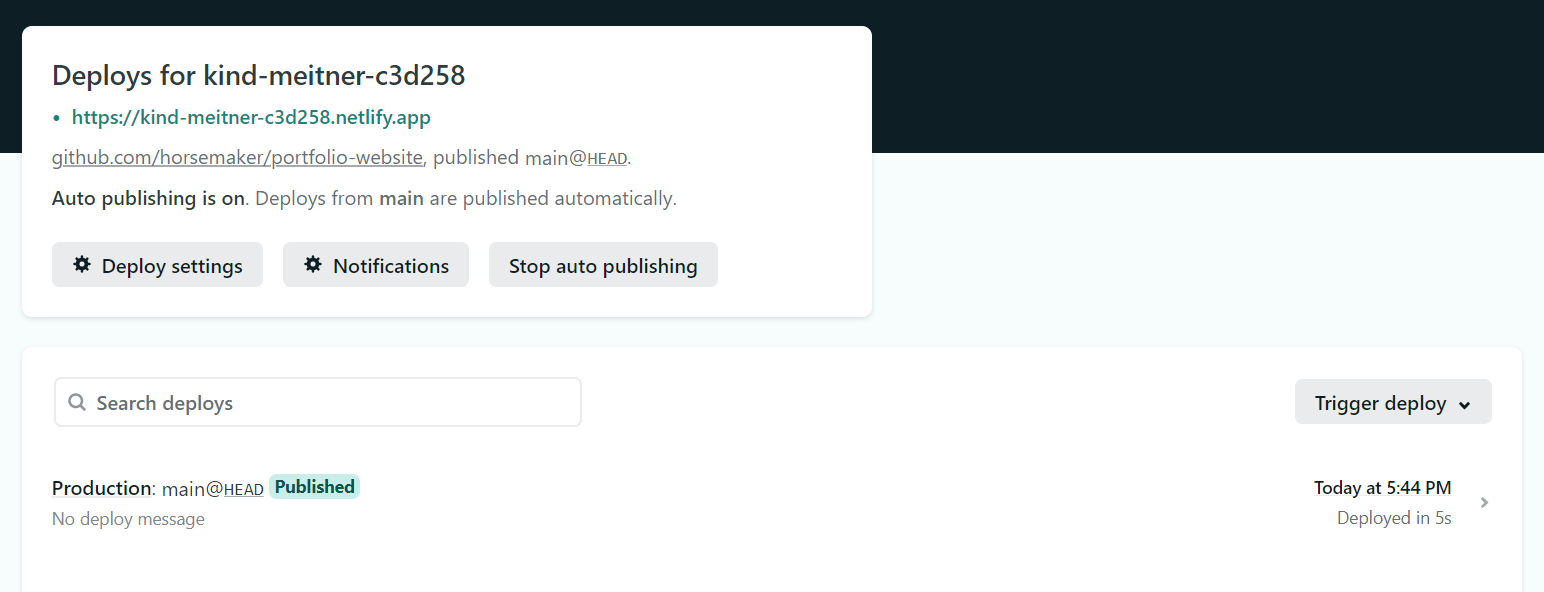 Deploys for kind-meitner-c3d258
• https://kind-meitner-c3d258.netlify.app
github.com/horsemaker/portfolio-website, published main@HEAD.
Auto publishing is on. Deploys from main are published automatically.
Deploy settings Notifications Stop auto publishing
Search deploys Trigger deploy
Production: main@HEAD Published Today at 5:44 PM
No deploy message Deployed in 5s